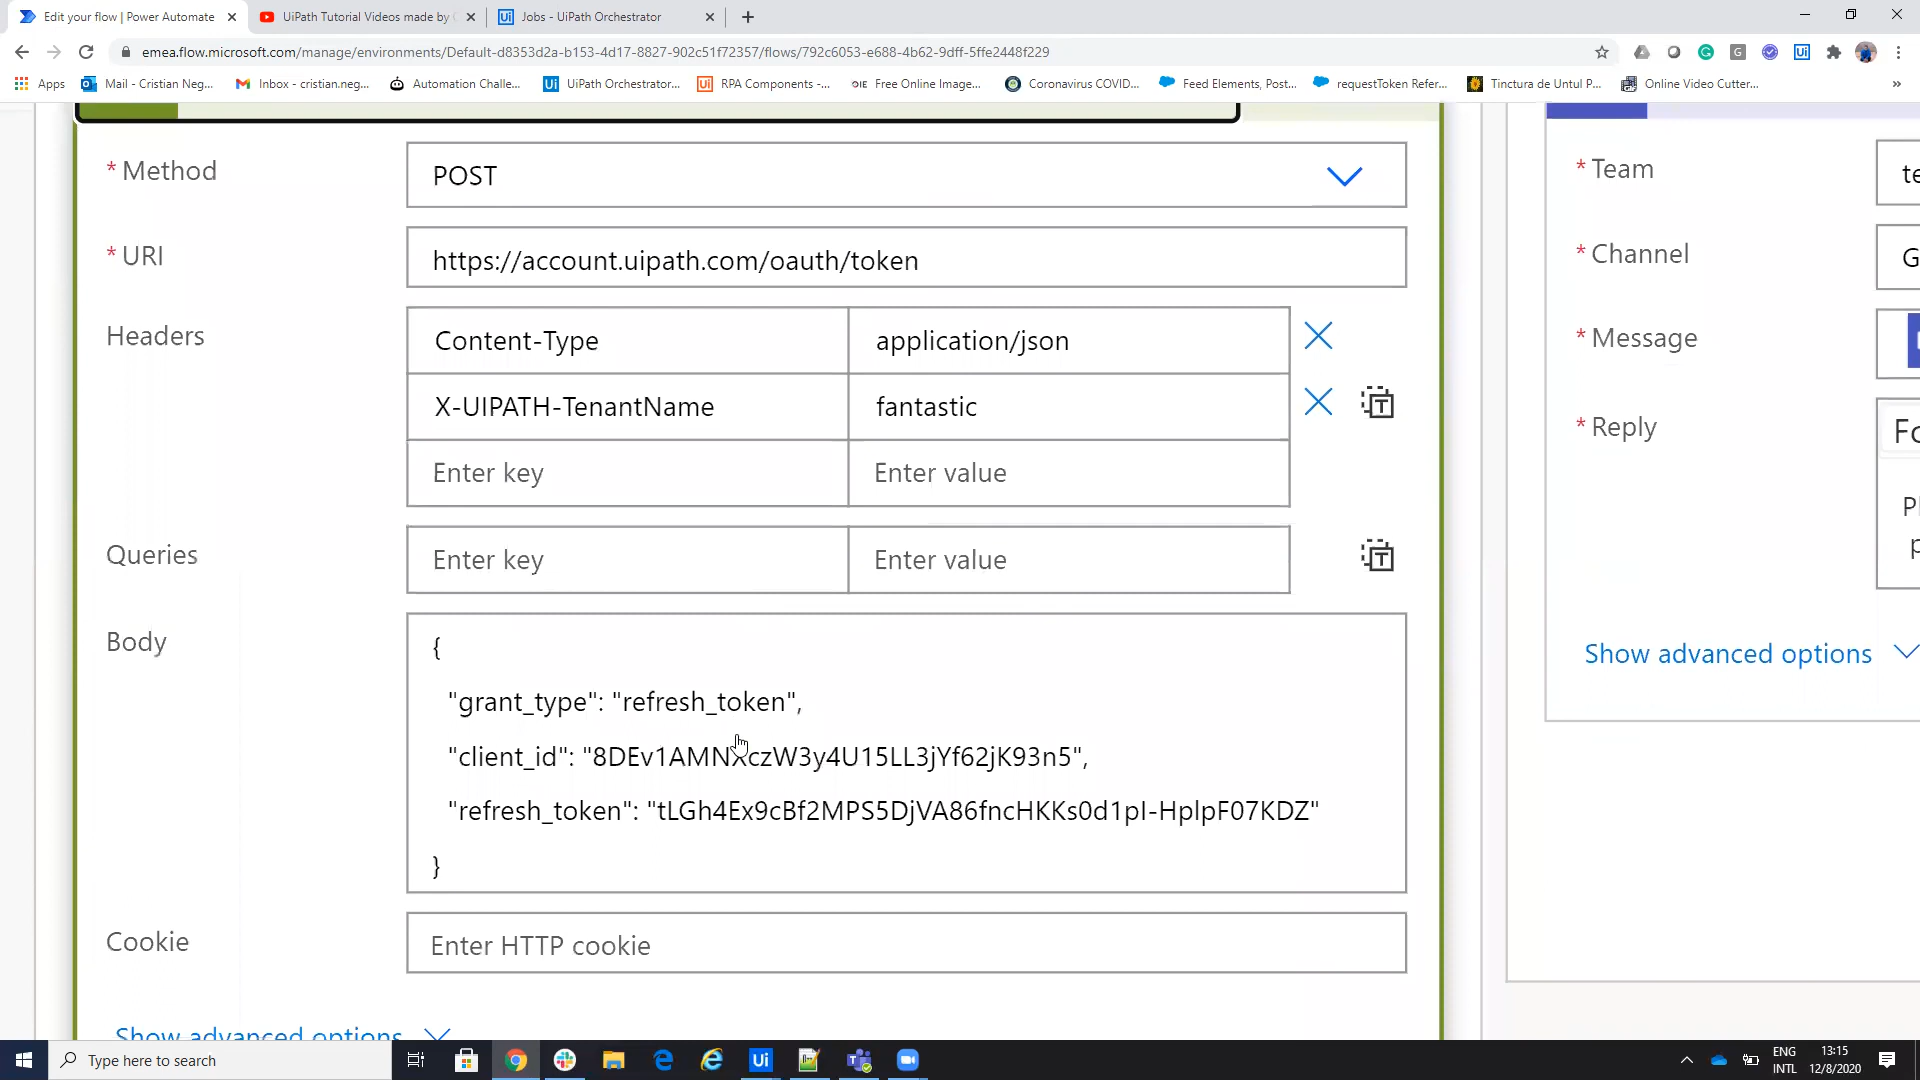 Edit your flow | Power Automate
UiPath Tutorial Videos made by C
Jobs - UiPath Orchestrator
emea.flow.microsoft.com/manage/environments/Default-d8353d2a-b153-4d17-8827-902c51f72357/flows/792c6053-e688-4b62-9dff-5ffe2448f229
Apps
Mail - Cristian Neg...
Inbox - cristian.neg...
Automation Challe...
UiPath Orchestrator...
RPA Components -...
Free Online Image...
Coronavirus COVID...
Feed Elements, Post...
requestToken Refer...
Tinctura de Untul P...
Online Video Cutter...
»
* Method
POST
* URI
https://account.uipath.com/oauth/token
Headers
Content-Type
application/json
X-UIPATH-TenantName
fantastic
Enter key
Enter value
Queries
Enter key
Enter value
Body
{
"grant_type": "refresh_token",
"client_id": "8DEv1AMNXczW3y4U15LL3jYf62jK93n5",
"refresh_token": "tLGh4Ex9cBf2MPS5DjVA86fncHKKs0d1pI-HplpF07KDZ"
}
Cookie
Enter HTTP cookie
Show advanced options
* Team
te
* Channel
G
* Message
* Reply
Fo
Pl
p
Show advanced options
Type here to search
ENG
INTL
13:15
12/8/2020